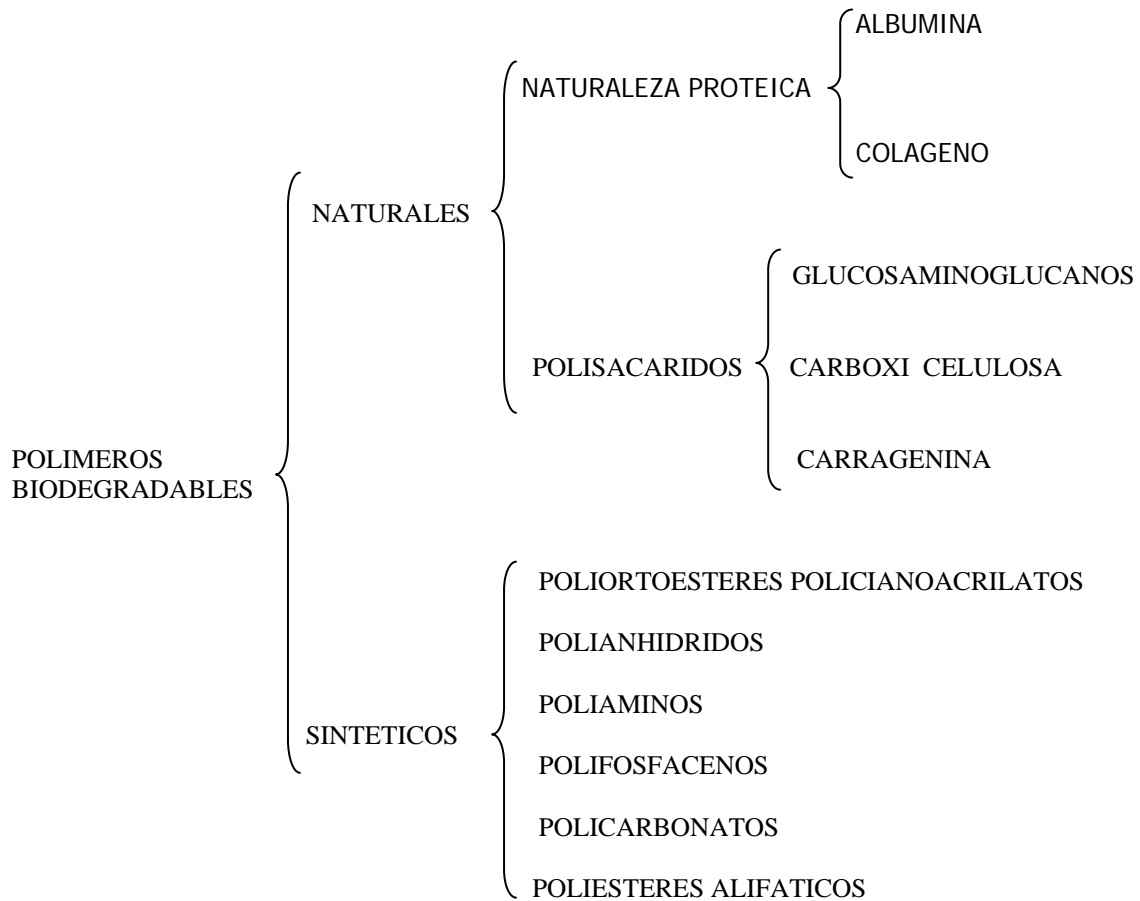 ALBUMINA
NATURALEZA PROTEICA
COLAGENO
NATURALES
GLUCOSAMINOGLUCANOS
POLISACARIDOS
CARBOXI CELULOSA
CARRAGENINA
POLIMEROS
BIODEGRADABLES
POLIORTOESTERES POLICIANOACRILATOS
POLIANHIDRIDOS
POLIAMINOS
SINTETICOS
POLIFOSFACENOS
POLICARBONATOS
POLIESTERES ALIFATICOS